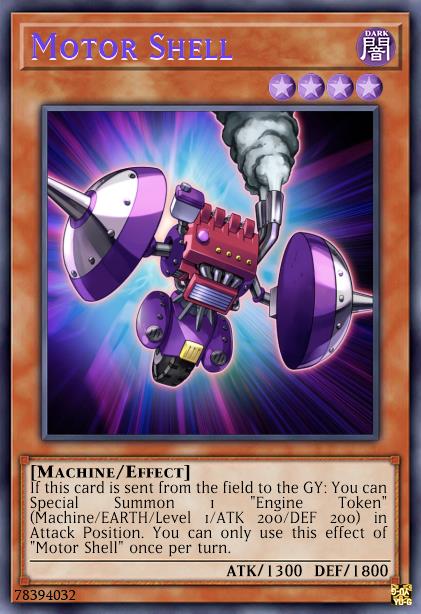 MOTOR SHELL
DARK
闇
[MACHINE/EFFECT]
If this card is sent from the field to the GY: You can
Special Summon 1 "Engine Token"
(Machine/EARTH/Level 1/ATK 200/DEF 200) in
Attack Position. You can only use this effect of
"Motor Shell" once per turn.
ATK/1300 DEF/1800
78394032